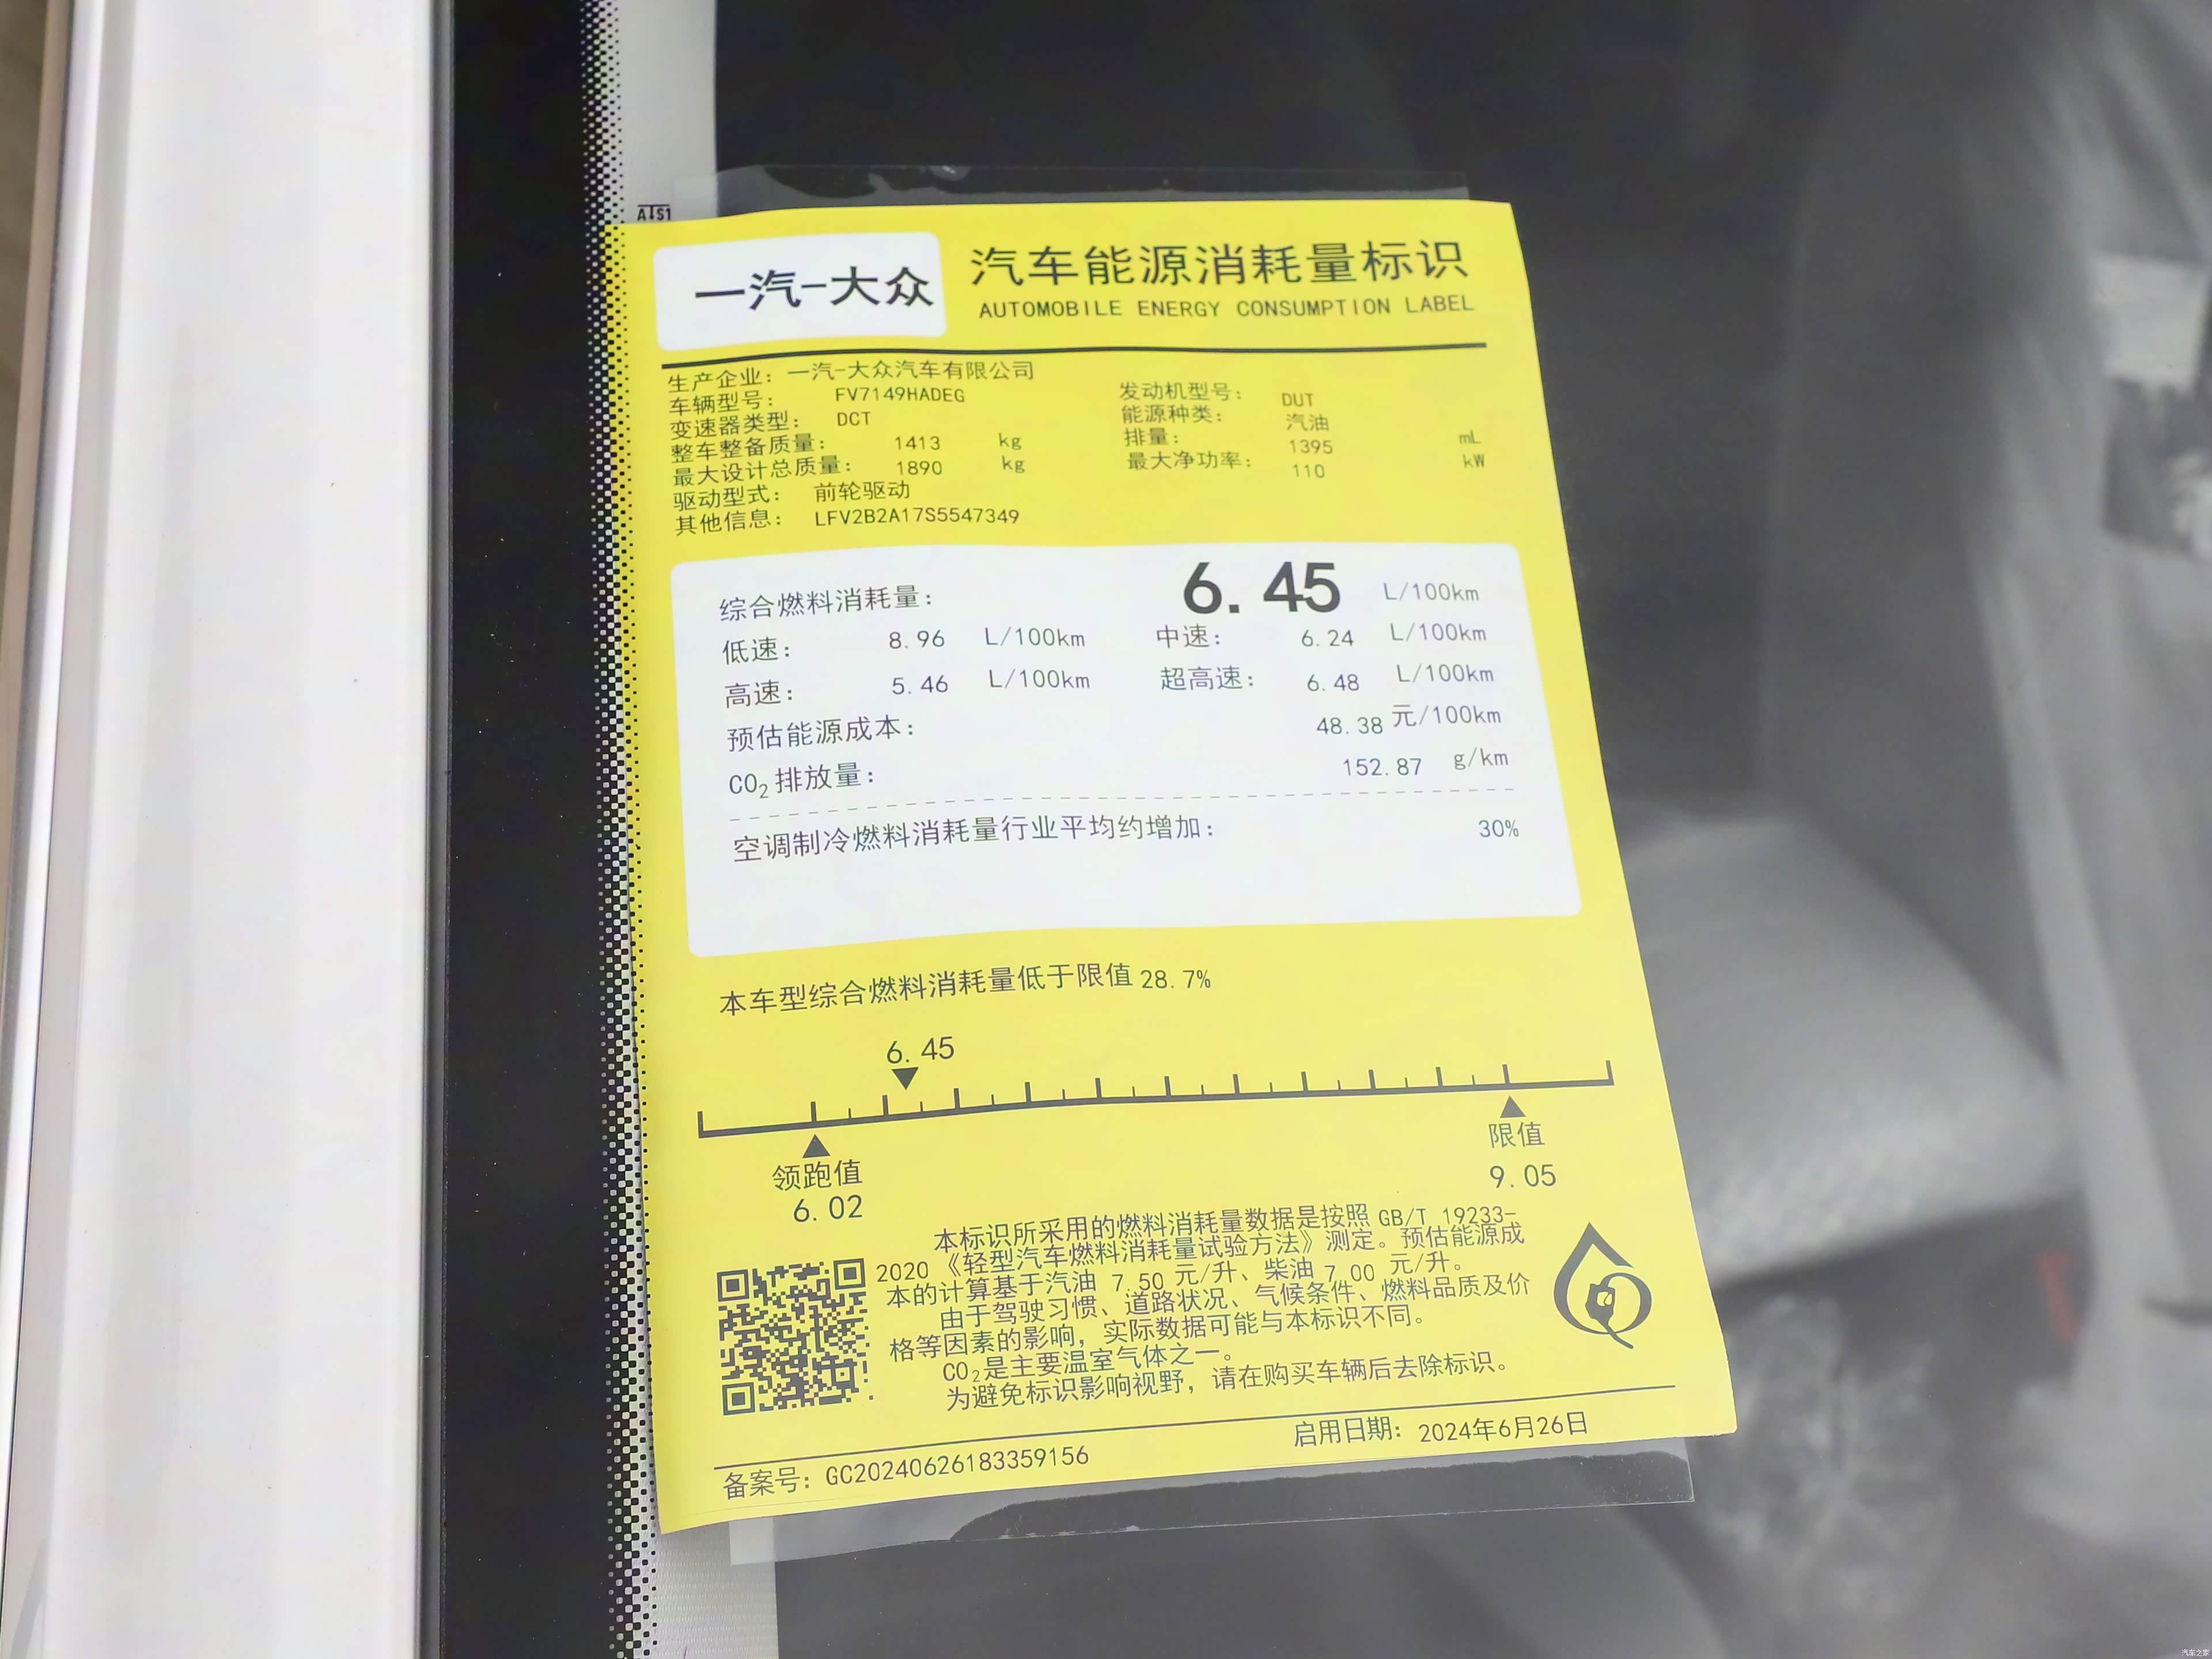 AS1
一汽-大众
汽车能源消耗量标识
AUTOMOBILE ENERGY CONSUMPTION LABEL
生产企业: 一汽-大众汽车有限公司
车辆型号: FV7149HADEG 发动机型号: DUT
变速器类型: DCT 能源种类: 汽油
整车整备质量: 1413 kg 排量: 1395 mL
最大设计总质量: 1890 kg 最大净功率: 110 kW
驱动型式: 前轮驱动
其他信息: LFV2B2A17S5547349
综合燃料消耗量: 6.45 L/100km
低速: 8.96 L/100km 中速: 6.24 L/100km
高速: 5.46 L/100km 超高速: 6.48 L/100km
预估能源成本: 48.38 元/100km
CO₂排放量: 152.87 g/km
空调制冷燃料消耗量行业平均约增加: 30%
本车型综合燃料消耗量低于限值 28.7%
6.45
领跑值
6.02
限值
9.05
本标识所采用的燃料消耗量数据是按照 GB/T 19233-
2020《轻型汽车燃料消耗量试验方法》测定。预估能源成
本的计算基于汽油 7.50 元/升、柴油 7.00 元/升。
由于驾驶习惯、道路状况、气候条件、燃料品质及价
格等因素的影响，实际数据可能与本标识不同。
CO₂是主要温室气体之一。
为避免标识影响视野，请在购买车辆后去除标识。
备案号: GC20240626183359156 启用日期: 2024年6月26日
汽车之家